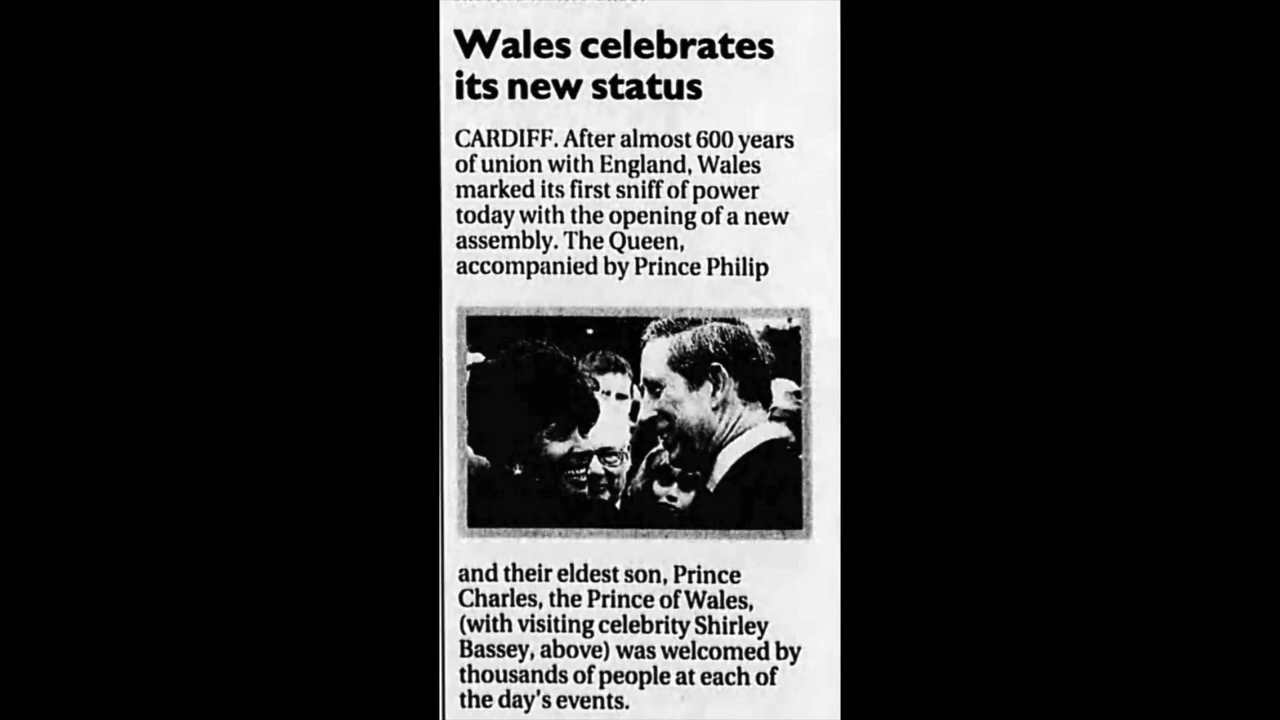 Wales celebrates
its new status
CARDIFF. After almost 600 years
of union with England, Wales
marked its first sniff of power
today with the opening of a new
assembly. The Queen,
accompanied by Prince Philip
and their eldest son, Prince
Charles, the Prince of Wales,
(with visiting celebrity Shirley
Bassey, above) was welcomed by
thousands of people at each of
the day's events.